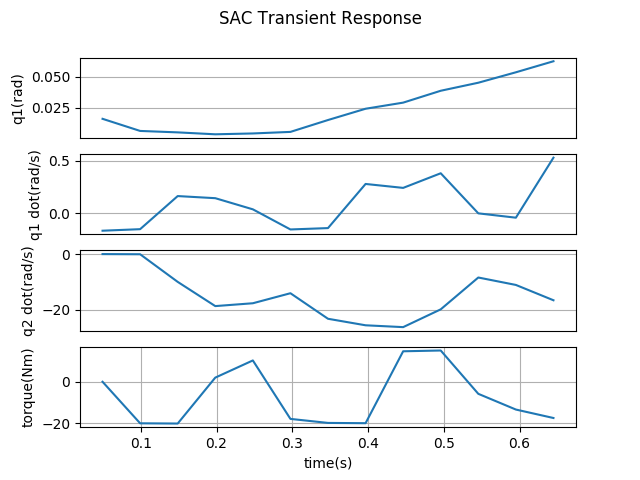 SAC Transient Response
0.050
0.025
q1(rad)
0.5
0.0
q1 dot(rad/s)
0
−20
q2 dot(rad/s)
0
−20
torque(Nm)
0.1 0.2 0.3 0.4 0.5 0.6
time(s)